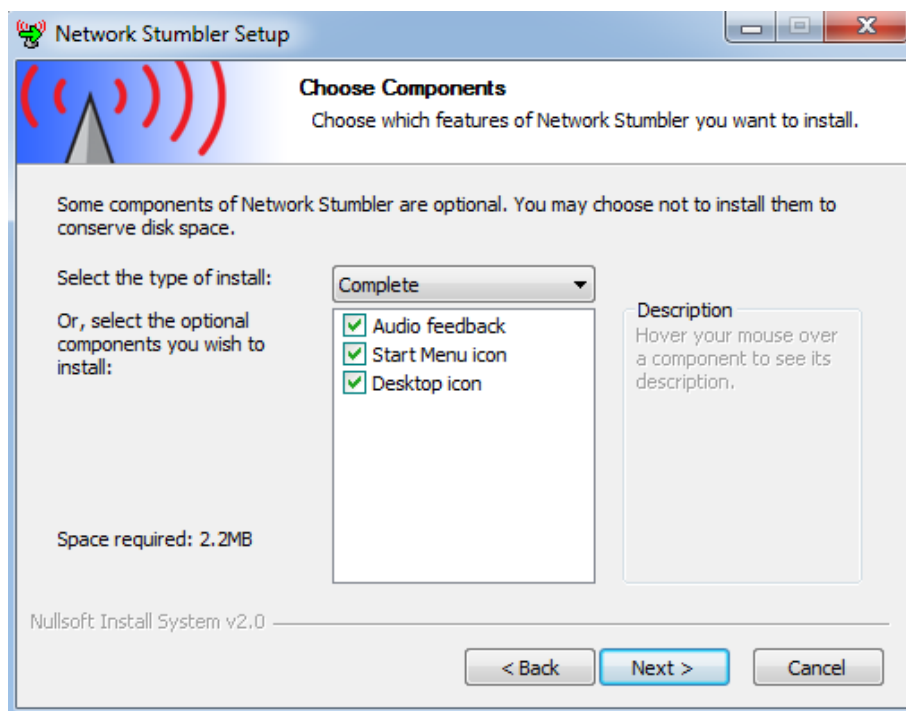 Network Stumbler Setup
Choose Components
Choose which features of Network Stumbler you want to install.
Some components of Network Stumbler are optional. You may choose not to install them to
conserve disk space.
Select the type of install:
Complete
Or, select the optional
components you wish to
install:
Audio feedback
Start Menu icon
Desktop icon
Description
Hover your mouse over
a component to see its
description.
Space required: 2.2MB
Nullsoft Install System v2.0
< Back
Next >
Cancel